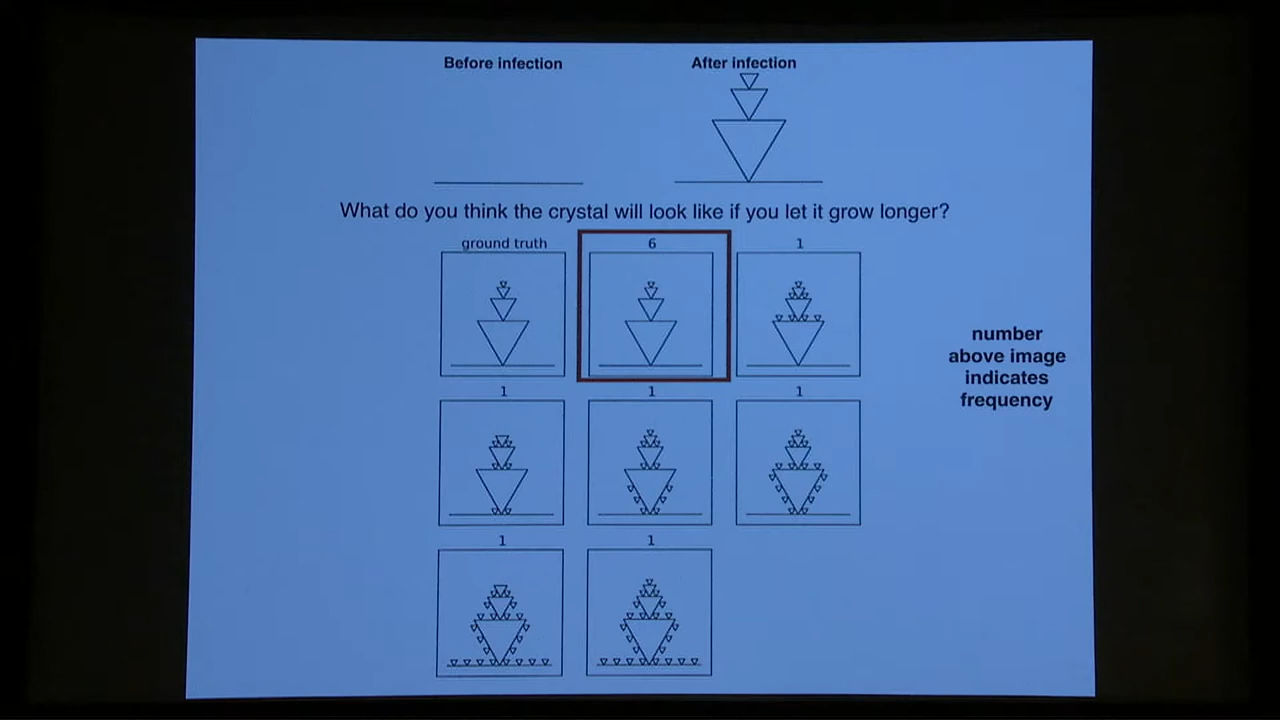 Before infection
After infection
What do you think the crystal will look like if you let it grow longer?
ground truth
6
1
number
above image
indicates
frequency
1
1
1
1
1